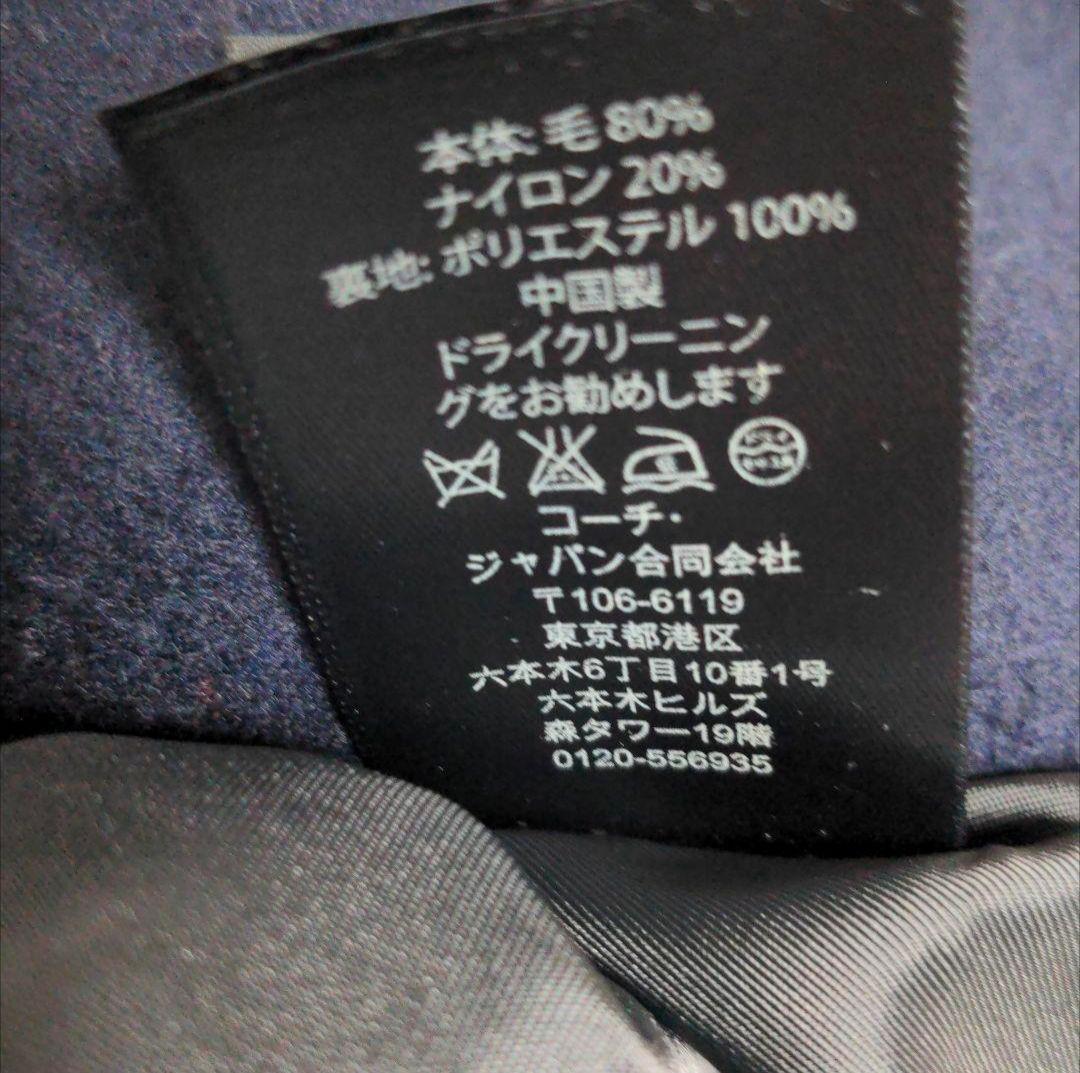 本体: 毛 80%
ナイロン 20%
裏地: ポリエステル 100%
中国製
ドライクリーニン
グをお勧めします
コーチ・
ジャパン合同会社
〒106-6119
東京都港区
六本木6丁目10番1号
六本木ヒルズ
森タワー19階
0120-556935